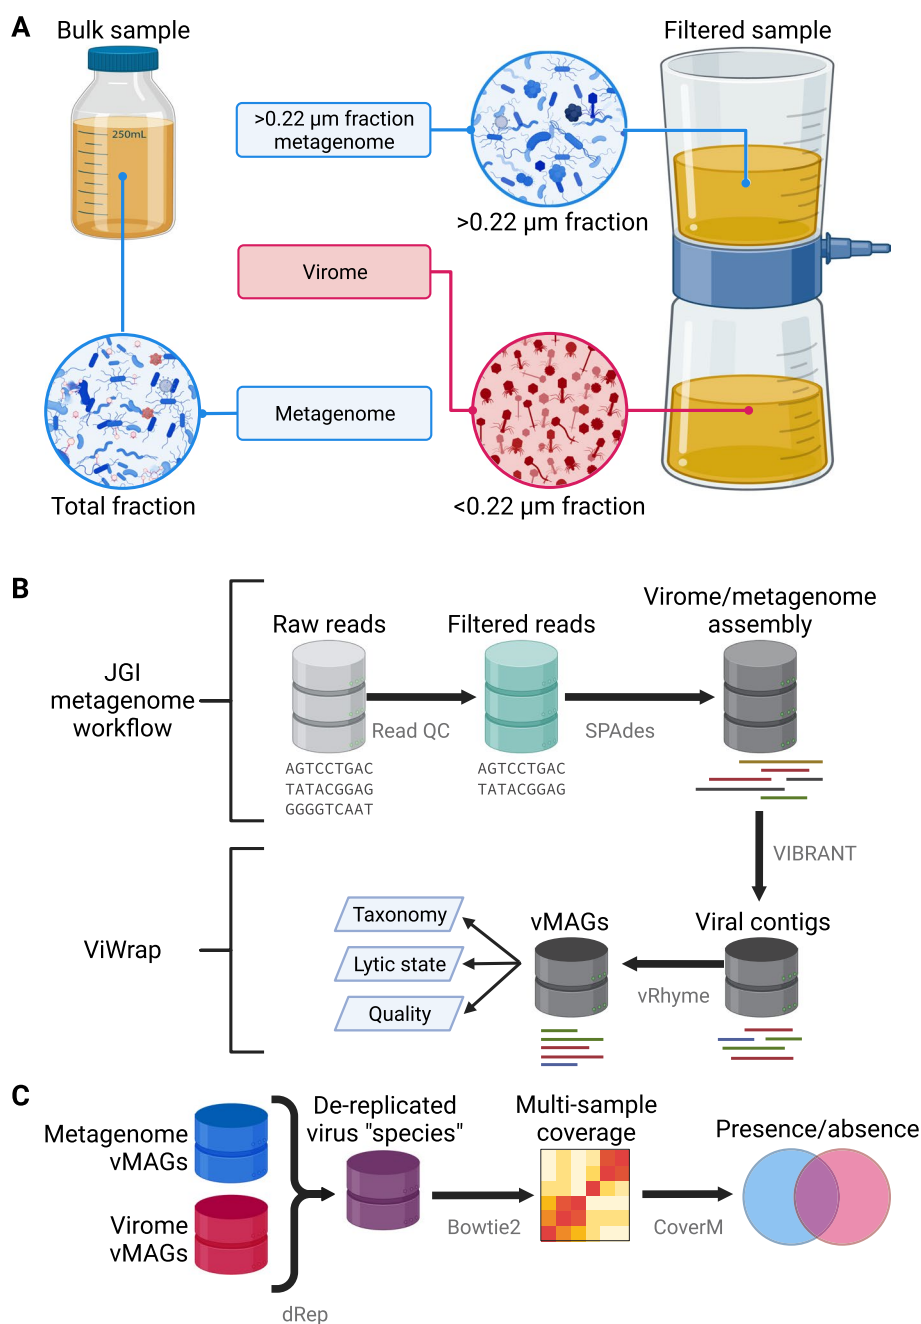 A
Bulk sample
Filtered sample
250mL
>0.22 µm fraction
metagenome
>0.22 µm fraction
Virome
Metagenome
Total fraction
<0.22 µm fraction
B
JGI
metagenome
workflow
Raw reads
Filtered reads
Virome/metagenome
assembly
Read QC
SPAdes
AGTCCTGAC
TATACGGAG
GGGGTCAAT
AGTCCTGAC
TATACGGAG
VIBRANT
ViWrap
Taxonomy
Lytic state
Quality
vMAGs
Viral contigs
vRhyme
C
Metagenome
vMAGs
Virome
vMAGs
dRep
De-replicated
virus "species"
Bowtie2
Multi-sample
coverage
CoverM
Presence/absence